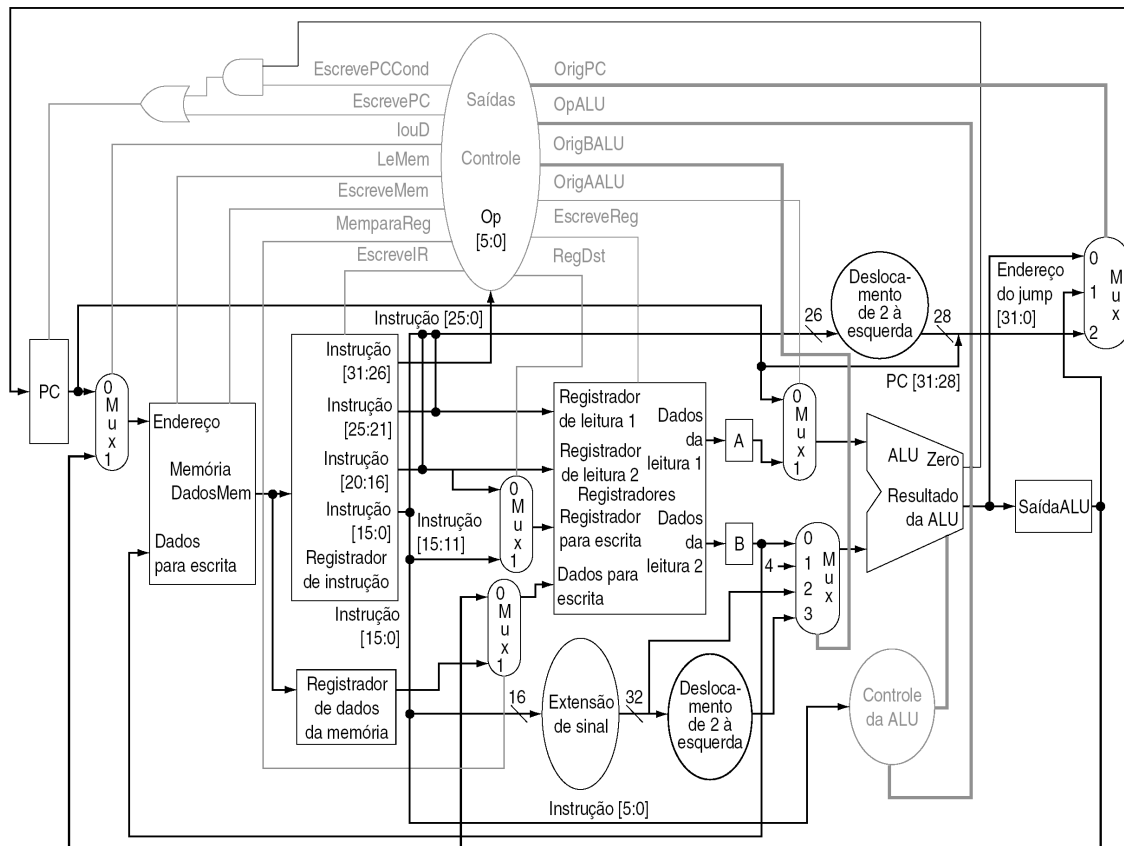 EscrevePCCond
EscrevePC
IouD
LeMem
EscreveMem
MemparaReg
EscreveIR
Saídas
Controle
Op
[5:0]
OrigPC
OpALU
OrigBALU
OrigAALU
EscreveReg
RegDst
PC
0
M
u
x
1
Endereço
Memória
DadosMem
Dados
para escrita
Instrução [25:0]
Instrução
[31:26]
Instrução
[25:21]
Instrução
[20:16]
Instrução
[15:0]
Registrador
de instrução
Instrução
[15:11]
Instrução
[15:0]
Registrador
de dados
da memória
0
M
u
x
1
0
M
u
x
1
Registrador
de leitura 1
Registrador
de leitura 2
Registradores
Registrador
para escrita
Dados para
escrita
Dados
da
leitura 1
Dados
da
leitura 2
A
B
16
Extensão
de sinal
32
Desloca-
mento
de 2 à
esquerda
26
Desloca-
mento
de 2 à
esquerda
28
PC [31:28]
0
M
u
x
1
4
0
1
2
3
M
u
x
ALU
Zero
Resultado
da ALU
Controle
da ALU
SaídaALU
Endereço
do jump
[31:0]
0
1
2
M
u
x
Instrução [5:0]